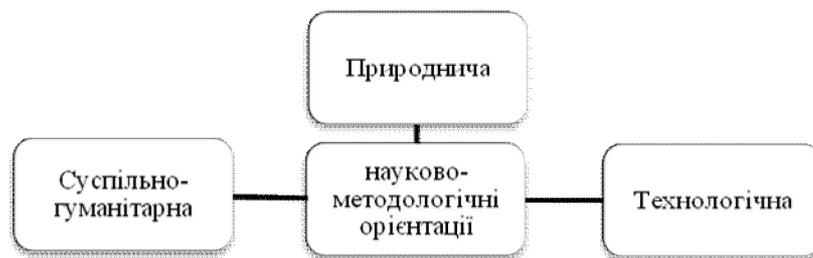 Природнича
Суспільно-
гуманітарна
науково-
методологічні
орієнтації
Технологічна